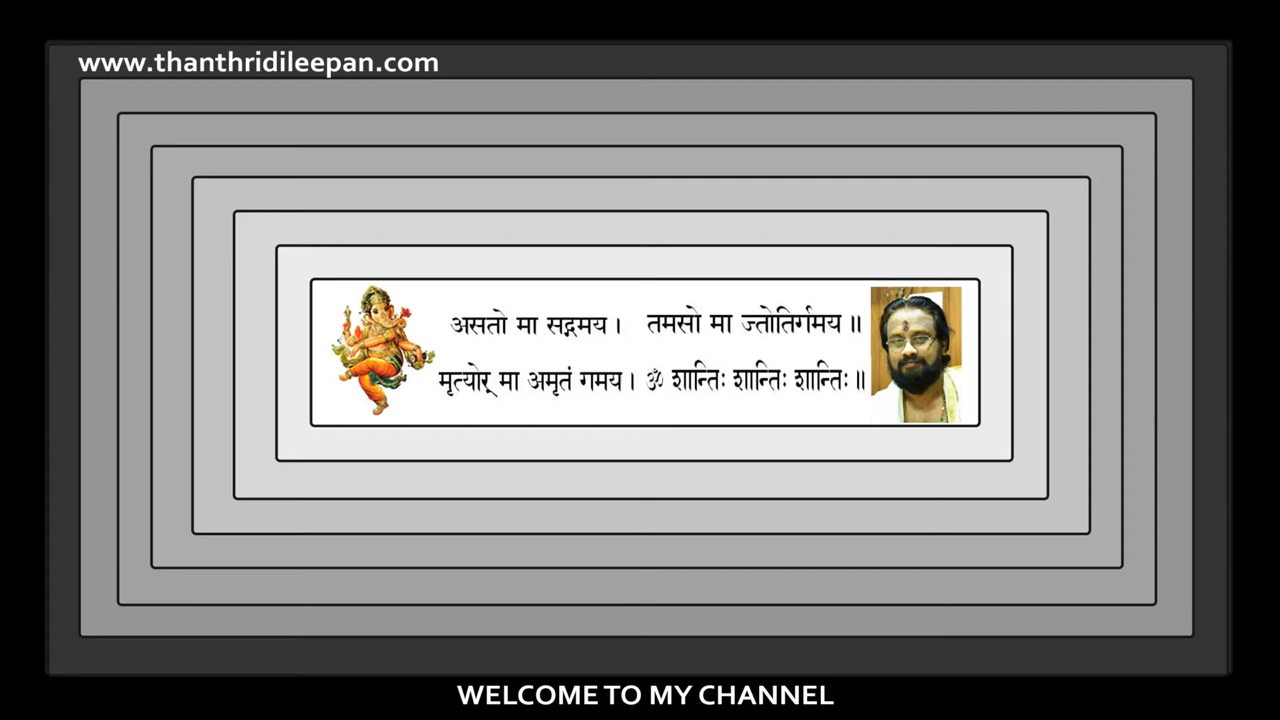 www.thanthridileepan.com
असतो मा सद्गमय। तमसो मा ज्तोतिर्गमय॥
मृत्योर् मा अमृतं गमय। ॐ शान्तिः शान्तिः शान्तिः॥
WELCOME TO MY CHANNEL